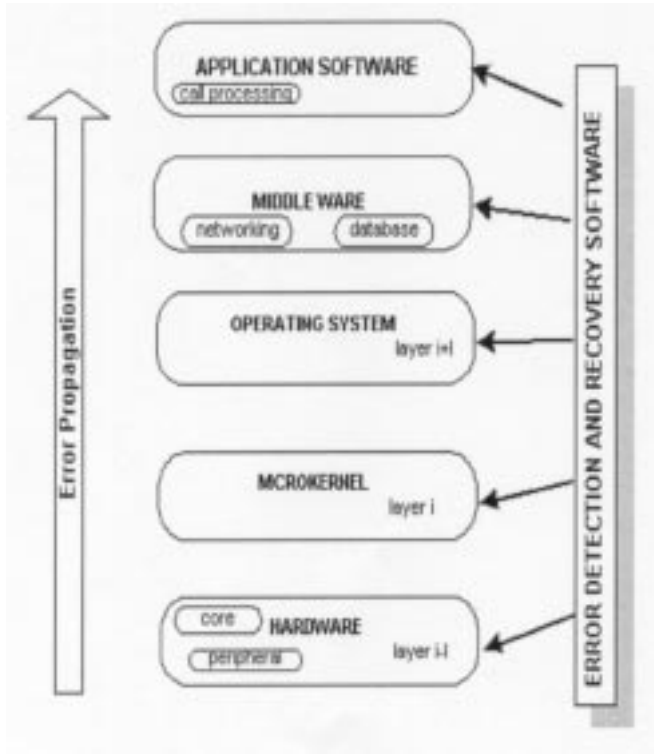 APPLICATION SOFTWARE
call processing
MIDDLE WARE
networking
database
OPERATING SYSTEM
layer i+l
MCROKERNEL
layer i
core
HARDWARE
peripheral
layer i-l
Error Propagation
ERROR DETECTION AND RECOVERY SOFTWARE